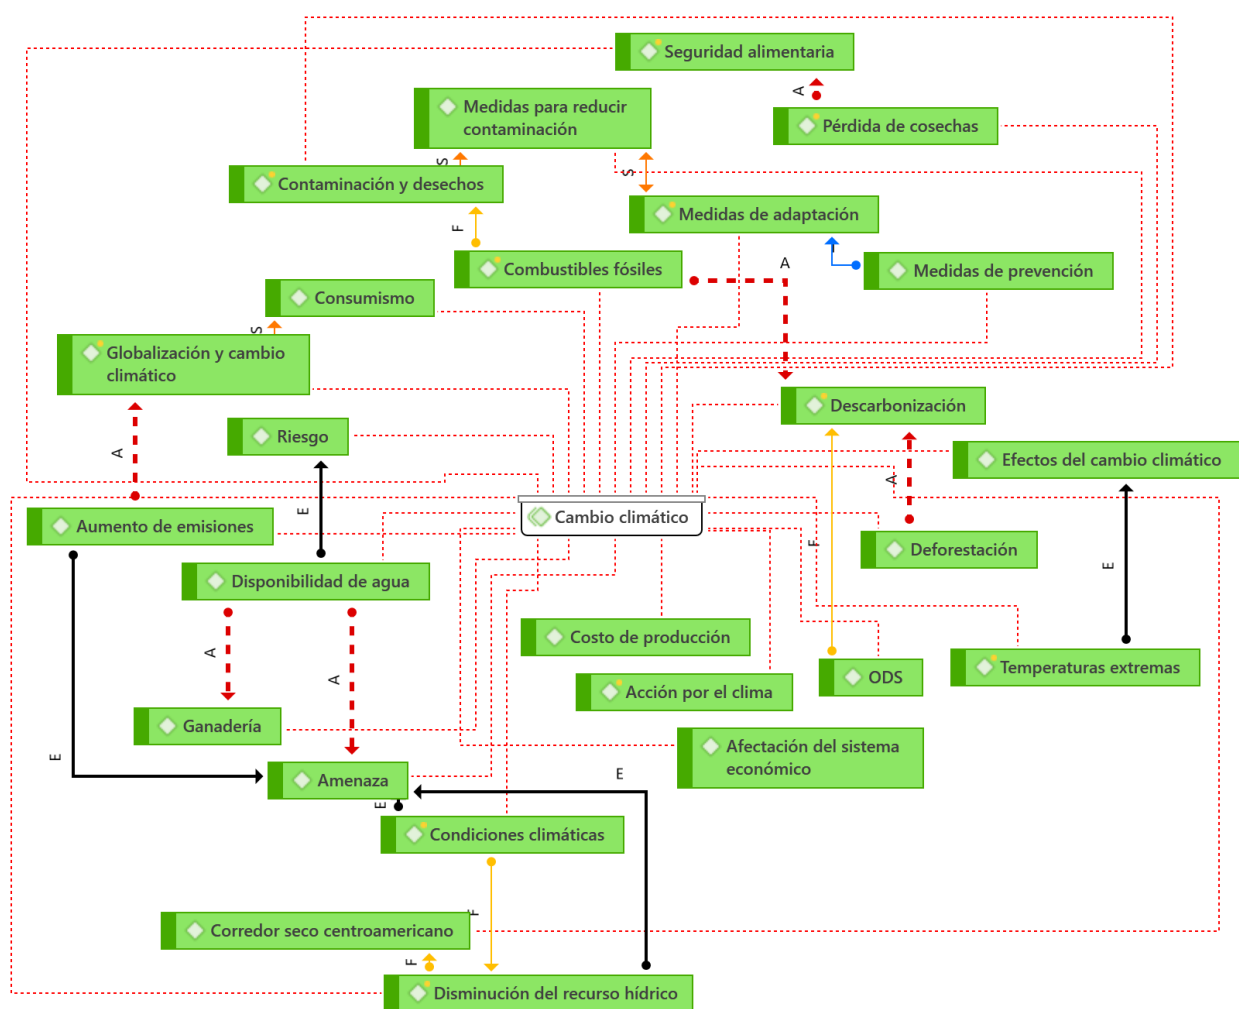 Seguridad alimentaria
A
Medidas para reducir
contaminación
Pérdida de cosechas
S
S
Contaminación y desechos
Medidas de adaptación
F
I
A
Combustibles fósiles
Medidas de prevención
Consumismo
S
Globalización y cambio
climático
Descarbonización
A
Riesgo
Efectos del cambio climático
A
E
Cambio climático
Aumento de emisiones
F
Deforestación
E
Disponibilidad de agua
Costo de producción
A
A
ODS
Temperaturas extremas
Acción por el clima
Ganadería
Afectación del sistema
económico
E
E
Amenaza
E
Condiciones climáticas
F
Corredor seco centroamericano
F
Disminución del recurso hídrico